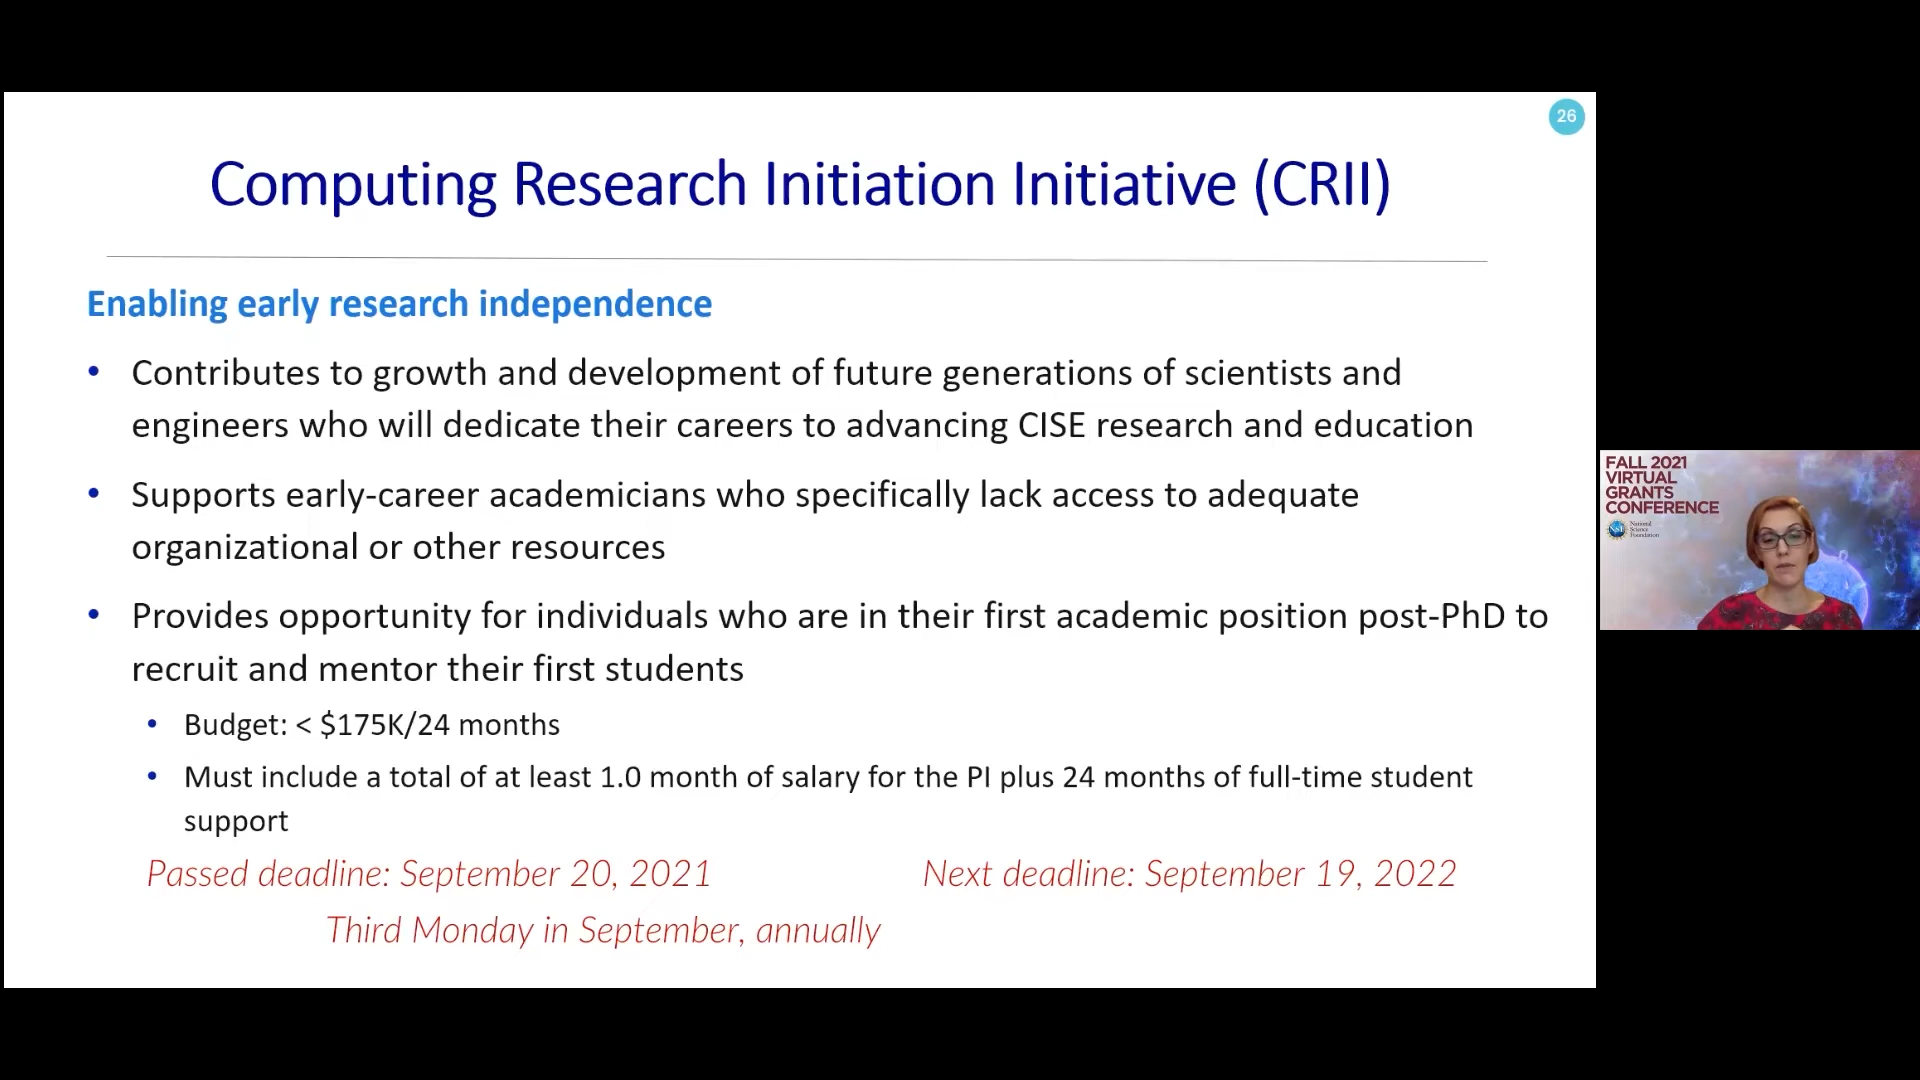 26
Computing Research Initiation Initiative (CRII)
Enabling early research independence
• Contributes to growth and development of future generations of scientists and
engineers who will dedicate their careers to advancing CISE research and education
• Supports early-career academicians who specifically lack access to adequate
organizational or other resources
• Provides opportunity for individuals who are in their first academic position post-PhD to
recruit and mentor their first students
• Budget: < $175K/24 months
• Must include a total of at least 1.0 month of salary for the PI plus 24 months of full-time student
support
Passed deadline: September 20, 2021 Next deadline: September 19, 2022
Third Monday in September, annually
FALL 2021
VIRTUAL
GRANTS
CONFERENCE
NSF
National
Science
Foundation